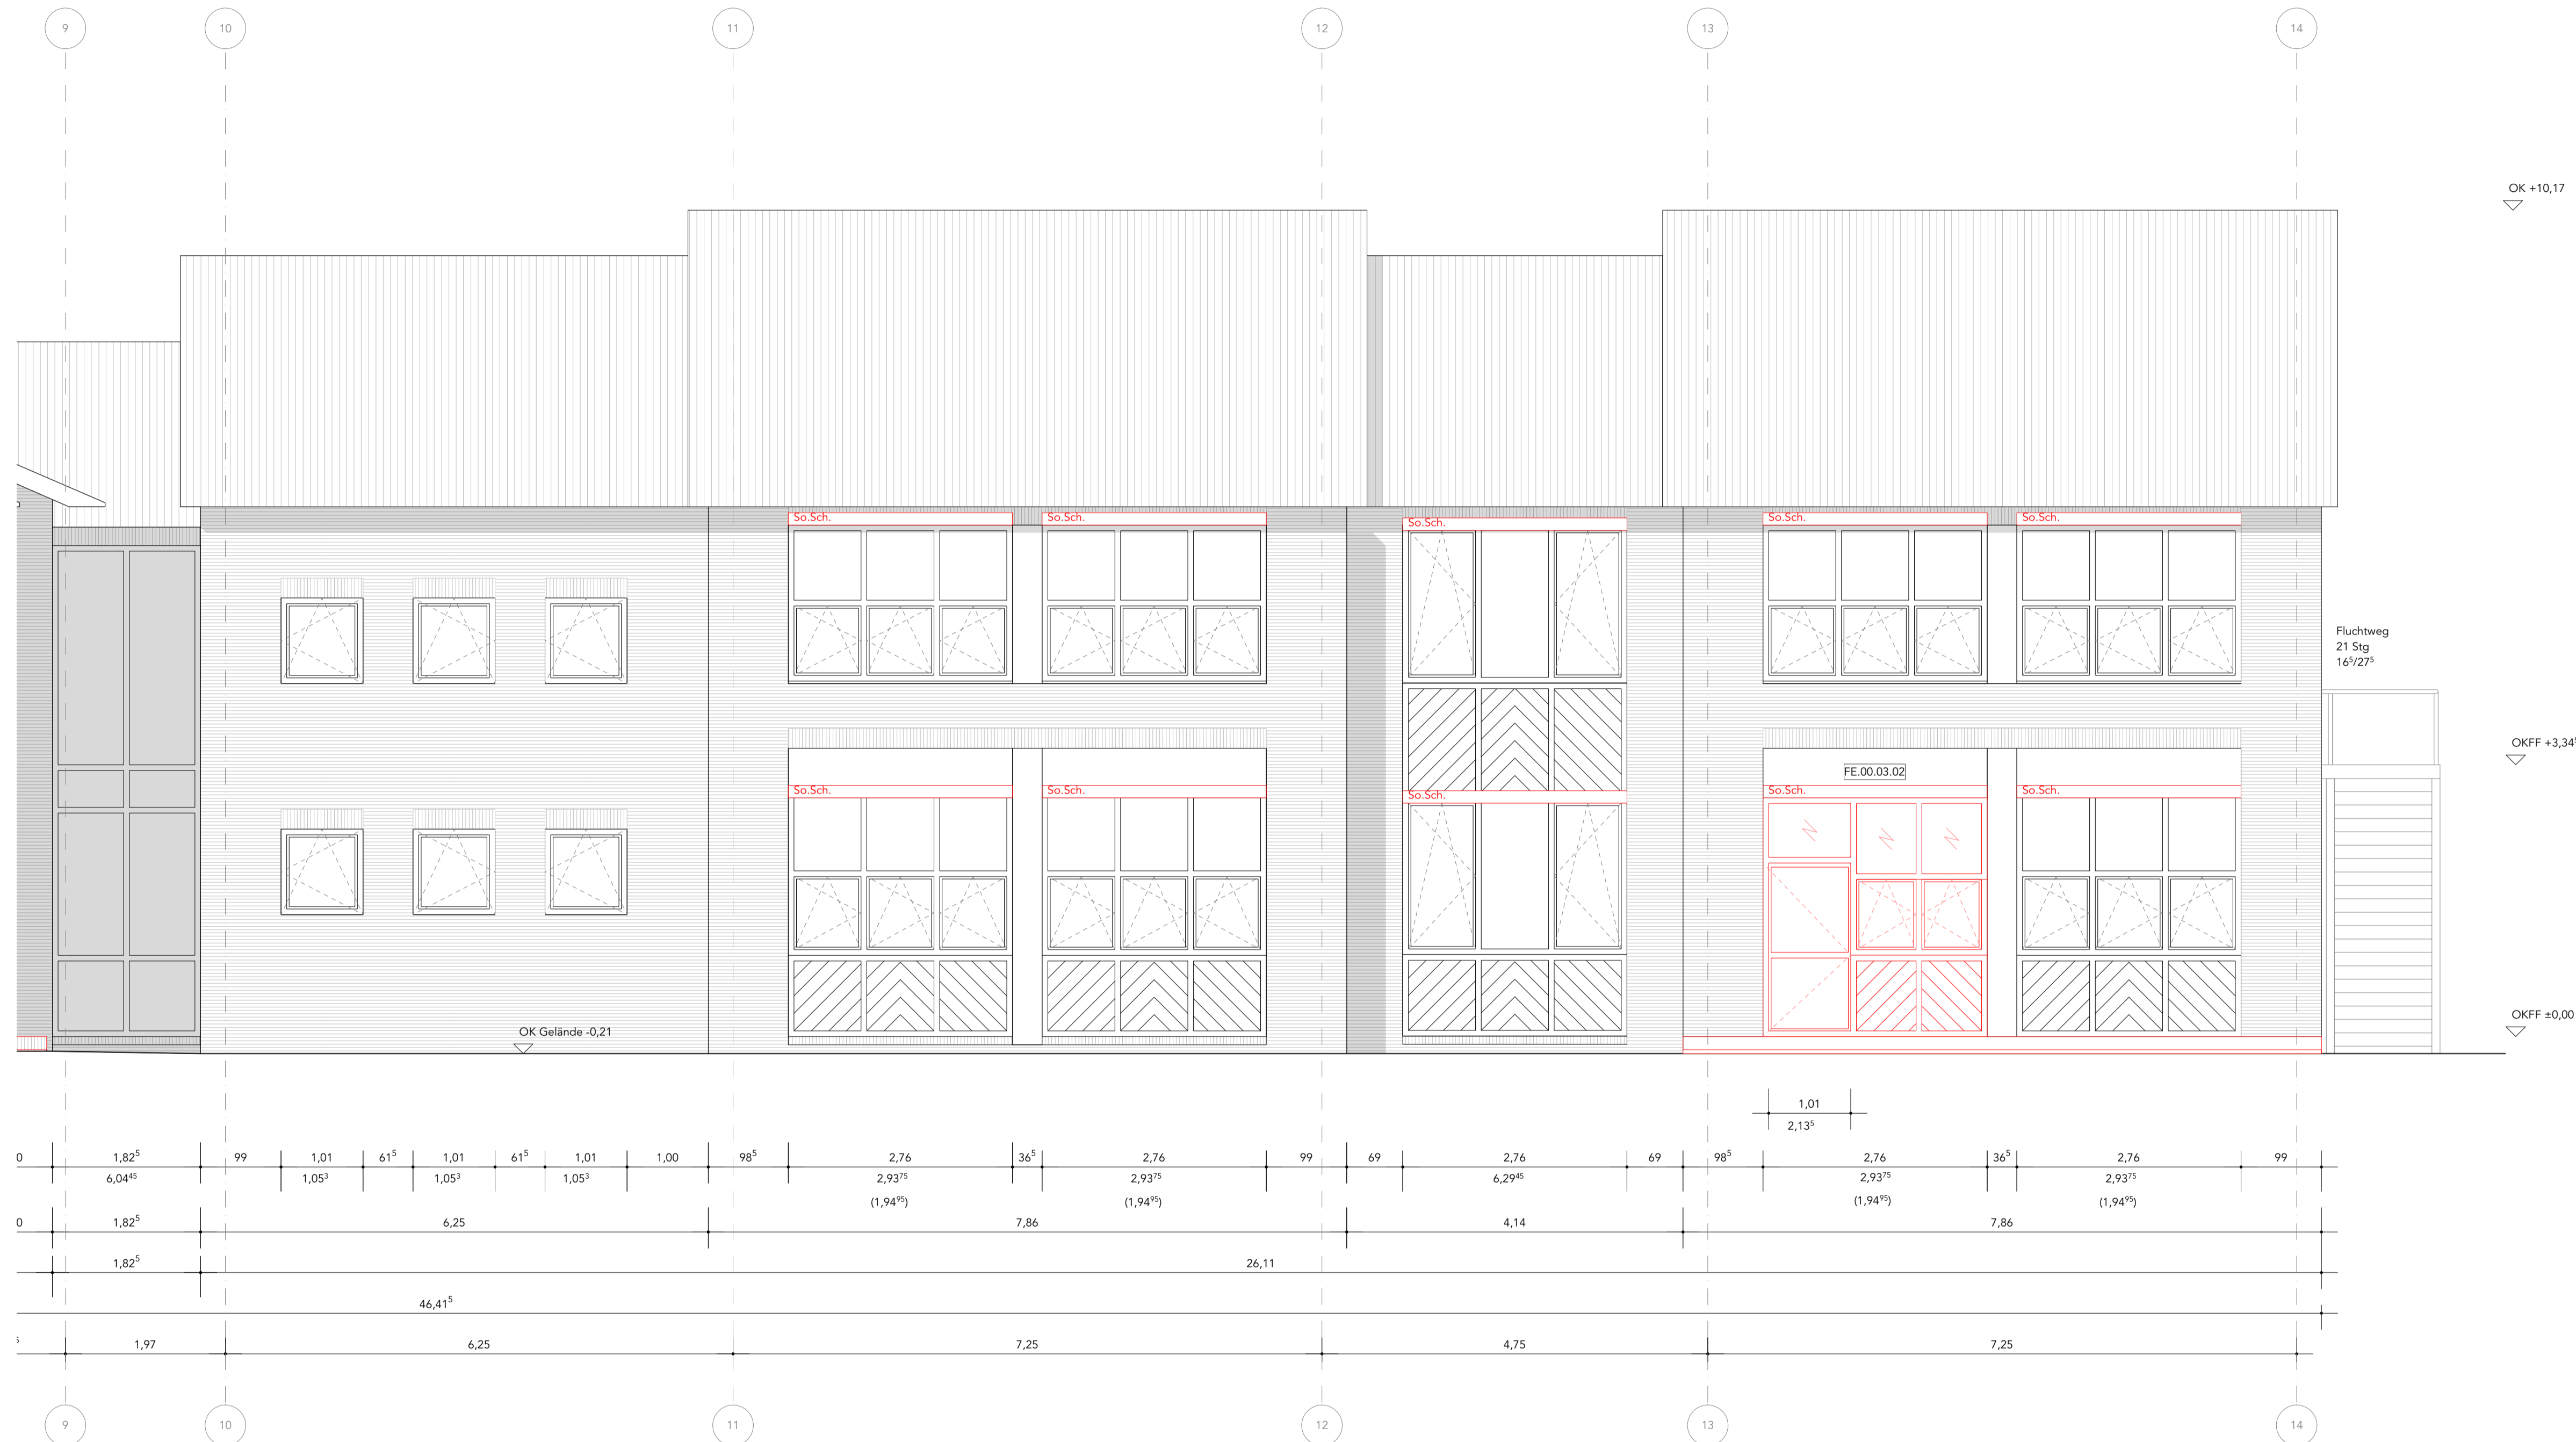 9 10 11 12 13 14
OK +10,17
So.Sch. So.Sch. So.Sch. So.Sch. So.Sch.
Fluchtweg
21 Stg
16⁵/27⁵
OKFF +3,34⁵
FE.00.03.02
So.Sch. So.Sch. So.Sch. So.Sch. So.Sch.
OKFF ±0,00
OK Gelände -0,21
1,01
2,13⁵
0 1,82⁵ 99 1,01 61⁵ 1,01 61⁵ 1,01 1,00 98⁵ 2,76 36⁵ 2,76 99 69 2,76 69 98⁵ 2,76 36⁵ 2,76 99
6,04⁴⁵ 1,05³ 1,05³ 1,05³ 2,93⁷⁵ 2,93⁷⁵ 6,29⁴⁵ 2,93⁷⁵ 2,93⁷⁵
(1,94⁹⁵) (1,94⁹⁵) (1,94⁹⁵) (1,94⁹⁵)
0 1,82⁵ 6,25 7,86 4,14 7,86
1,82⁵ 26,11
46,41⁵
5 1,97 6,25 7,25 4,75 7,25
9 10 11 12 13 14